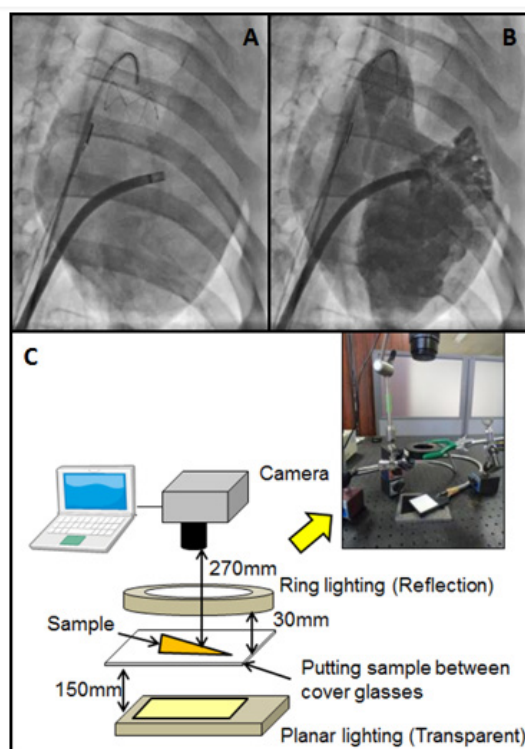 A
B
C
Camera
270mm
Ring lighting (Reflection)
30mm
Sample
Putting sample between
cover glasses
150mm
Planar lighting (Transparent)